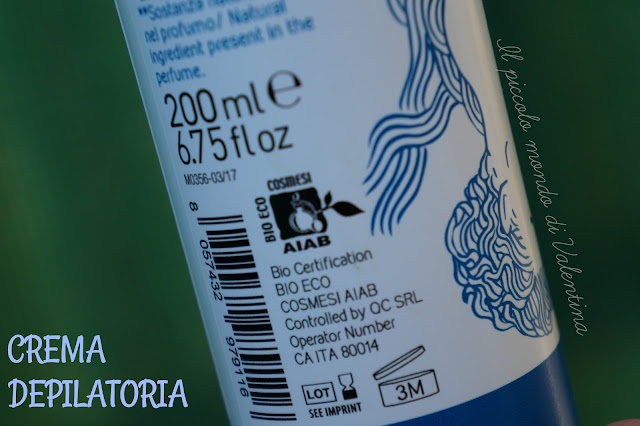 **Sostanza
nel profumo/ Natural
ingredient present in the
perfume.
200ml e
6.75fl oz
M0356-03/17
BIO ECO
COSMESI
AIAB
8
057432
979116
Bio Certification
BIO ECO
COSMESI AIAB
Controlled by QC SRL
Operator Number
CA ITA 80014
LOT
SEE IMPRINT
3M
CREMA
DEPILATORIA
Il piccolo mondo di Valentina